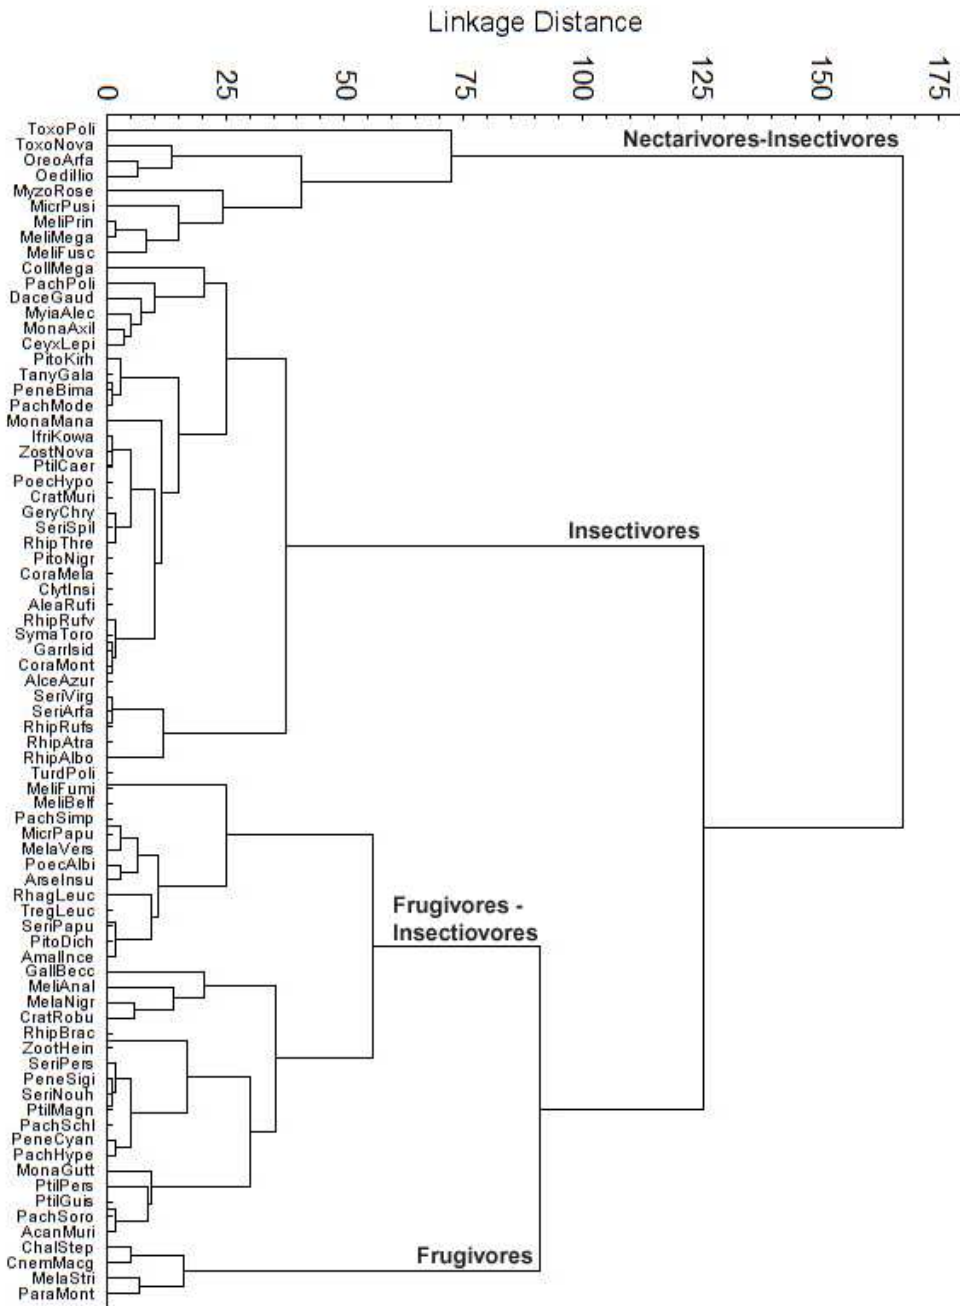 Linkage Distance
0 25 50 75 100 125 150 175
ToxoPoli
Nectarivores-Insectivores
ToxoNova
OreoArfa
Oedillio
MyzoRose
MicrPusi
MeliPrin
MeliMega
MeliFusc
CollMega
PachPoli
DaceGaud
MyiaAlec
MonaAxil
CeyxLepi
PitoKirh
TanyGala
PeneBima
PachMode
MonaMana
IfriKowa
ZostNova
PtilCaer
PoecHypo
CratMuri
GeryChry
SeriSpil
Insectivores
RhipThre
PitoNigr
CoraMela
ClytInsi
AleaRufi
RhipRufv
SymaToro
GarrIsid
CoraMont
AlceAzur
SeriVirg
SeriArfa
RhipRufs
RhipAtra
RhipAlbo
TurdPoli
MeliFumi
MeliBelf
PachSimp
MicrPapu
MelaVers
PoecAlbi
ArseInsu
RhagLeuc
Frugivores -
Insectiovores
TregLeuc
SeriPapu
PitoDich
AmalInce
GallBecc
MeliAnal
MelaNigr
CratRobu
RhipBrac
ZootHein
SeriPers
PeneSigi
SeriNouh
PtilMagn
PachSchl
PeneCyan
PachHype
MonaGutt
PtilPers
PtilGuis
PachSoro
AcanMuri
ChalStep
Frugivores
CnemMacg
MelaStri
ParaMont